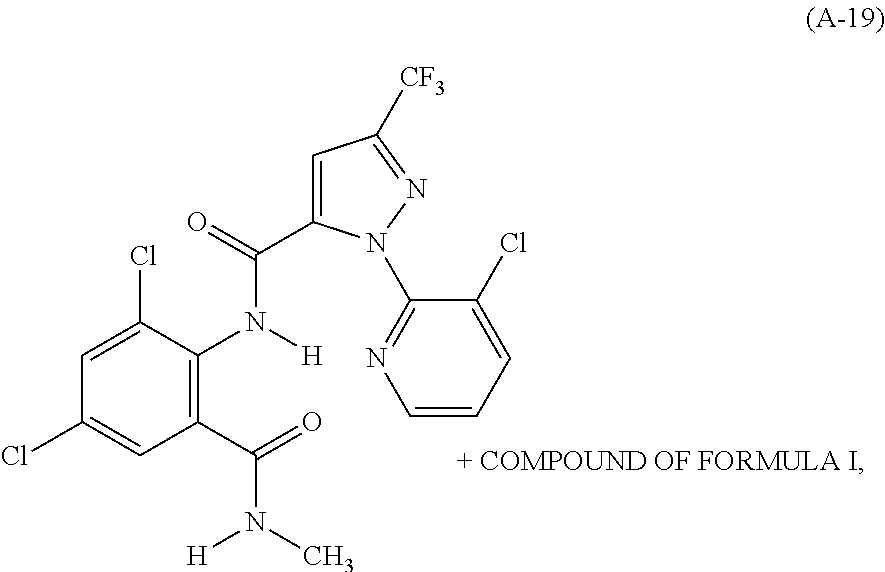 (A-19)
CF3
N
O
N
Cl
Cl
N
H
N
O
Cl
+ COMPOUND OF FORMULA I,
N
H
CH3